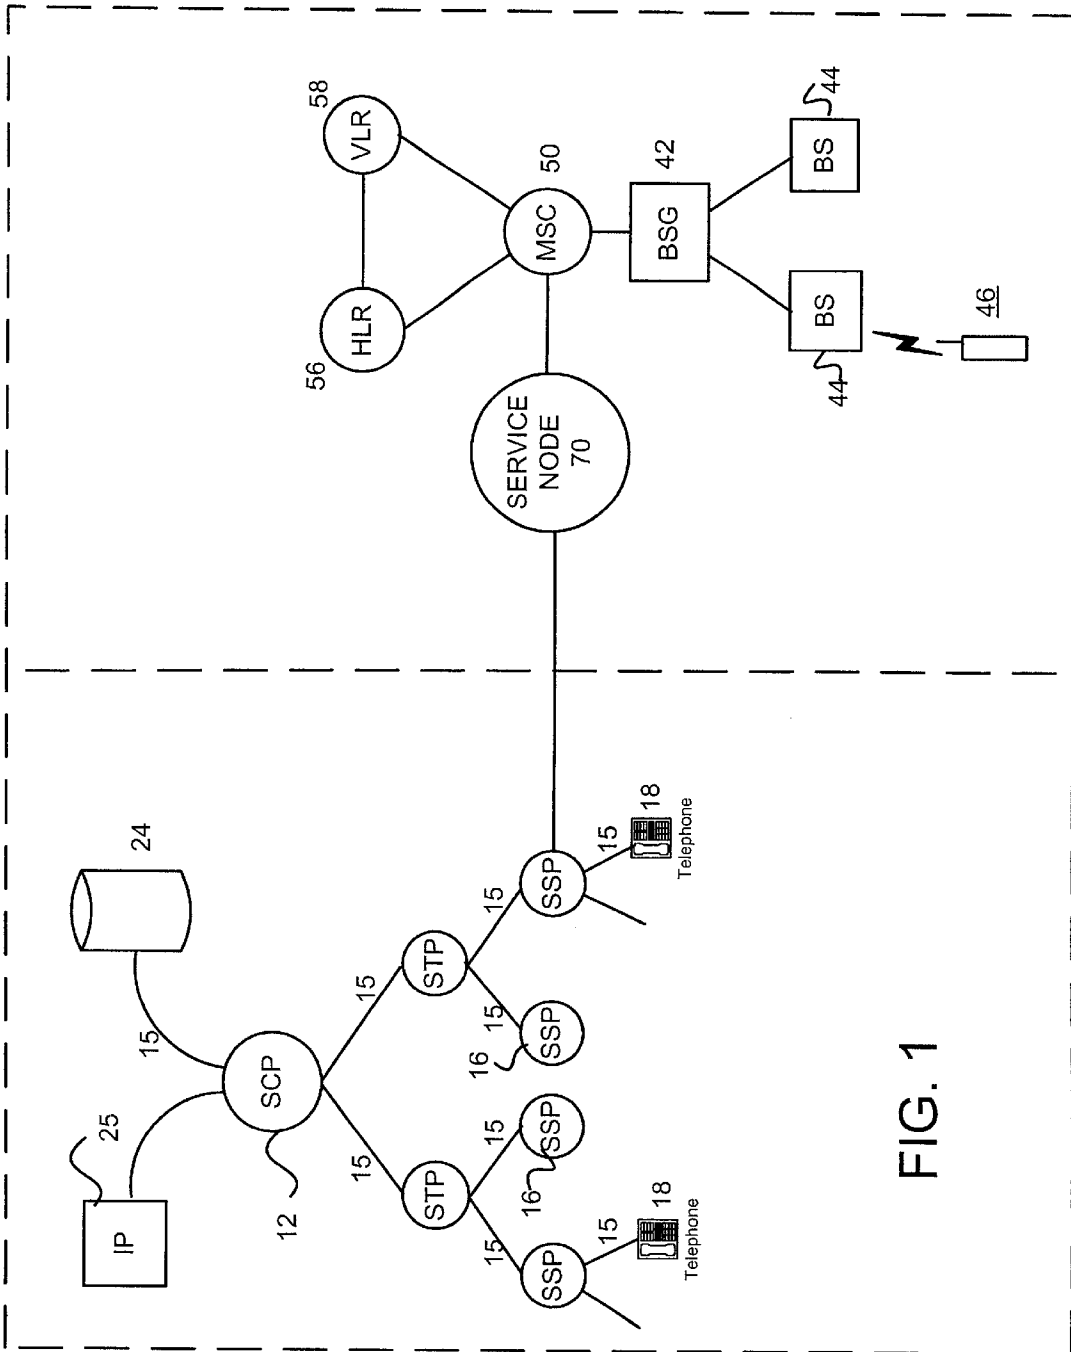 IP
25
15
24
SCP
12
15
15
STP
STP
15
15
15
15
SSP
16
SSP
16
SSP
SSP
15
18
Telephone
15
18
Telephone
56
HLR
58
VLR
SERVICE
NODE
70
MSC
50
BSG
42
BS
44
BS
44
46
FIG. 1